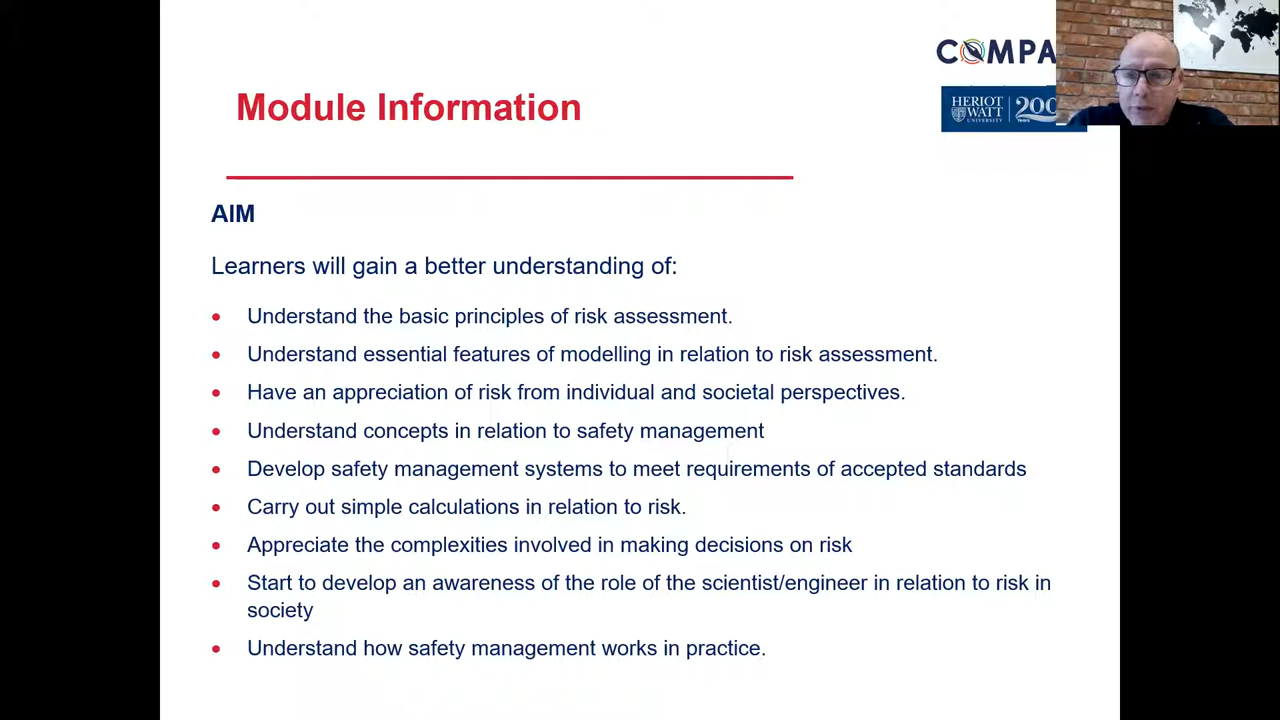 COMPA
Module Information
HERIOT
WATT
UNIVERSITY
200
YEARS
AIM
Learners will gain a better understanding of:
Understand the basic principles of risk assessment.
Understand essential features of modelling in relation to risk assessment.
Have an appreciation of risk from individual and societal perspectives.
Understand concepts in relation to safety management
Develop safety management systems to meet requirements of accepted standards
Carry out simple calculations in relation to risk.
Appreciate the complexities involved in making decisions on risk
Start to develop an awareness of the role of the scientist/engineer in relation to risk in
society
Understand how safety management works in practice.